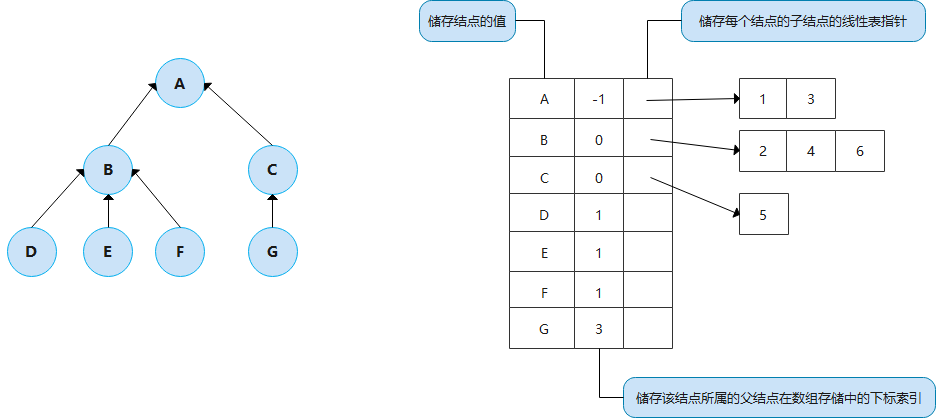 储存结点的值
储存每个结点的子结点的线性表指针
A
B
C
D
E
F
G
A -1
B 0
C 0
D 1
E 1
F 1
G 3
1 3
2 4 6
5
储存该结点所属的父结点在数组存储中的下标索引